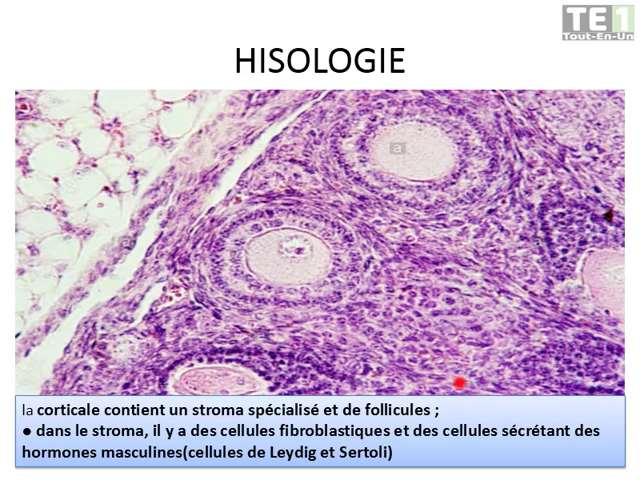 TE1
Tout-En-Un
HISOLOGIE
a
la corticale contient un stroma spécialisé et de follicules ;
● dans le stroma, il y a des cellules fibroblastiques et des cellules sécrétant des
hormones masculines(cellules de Leydig et Sertoli)